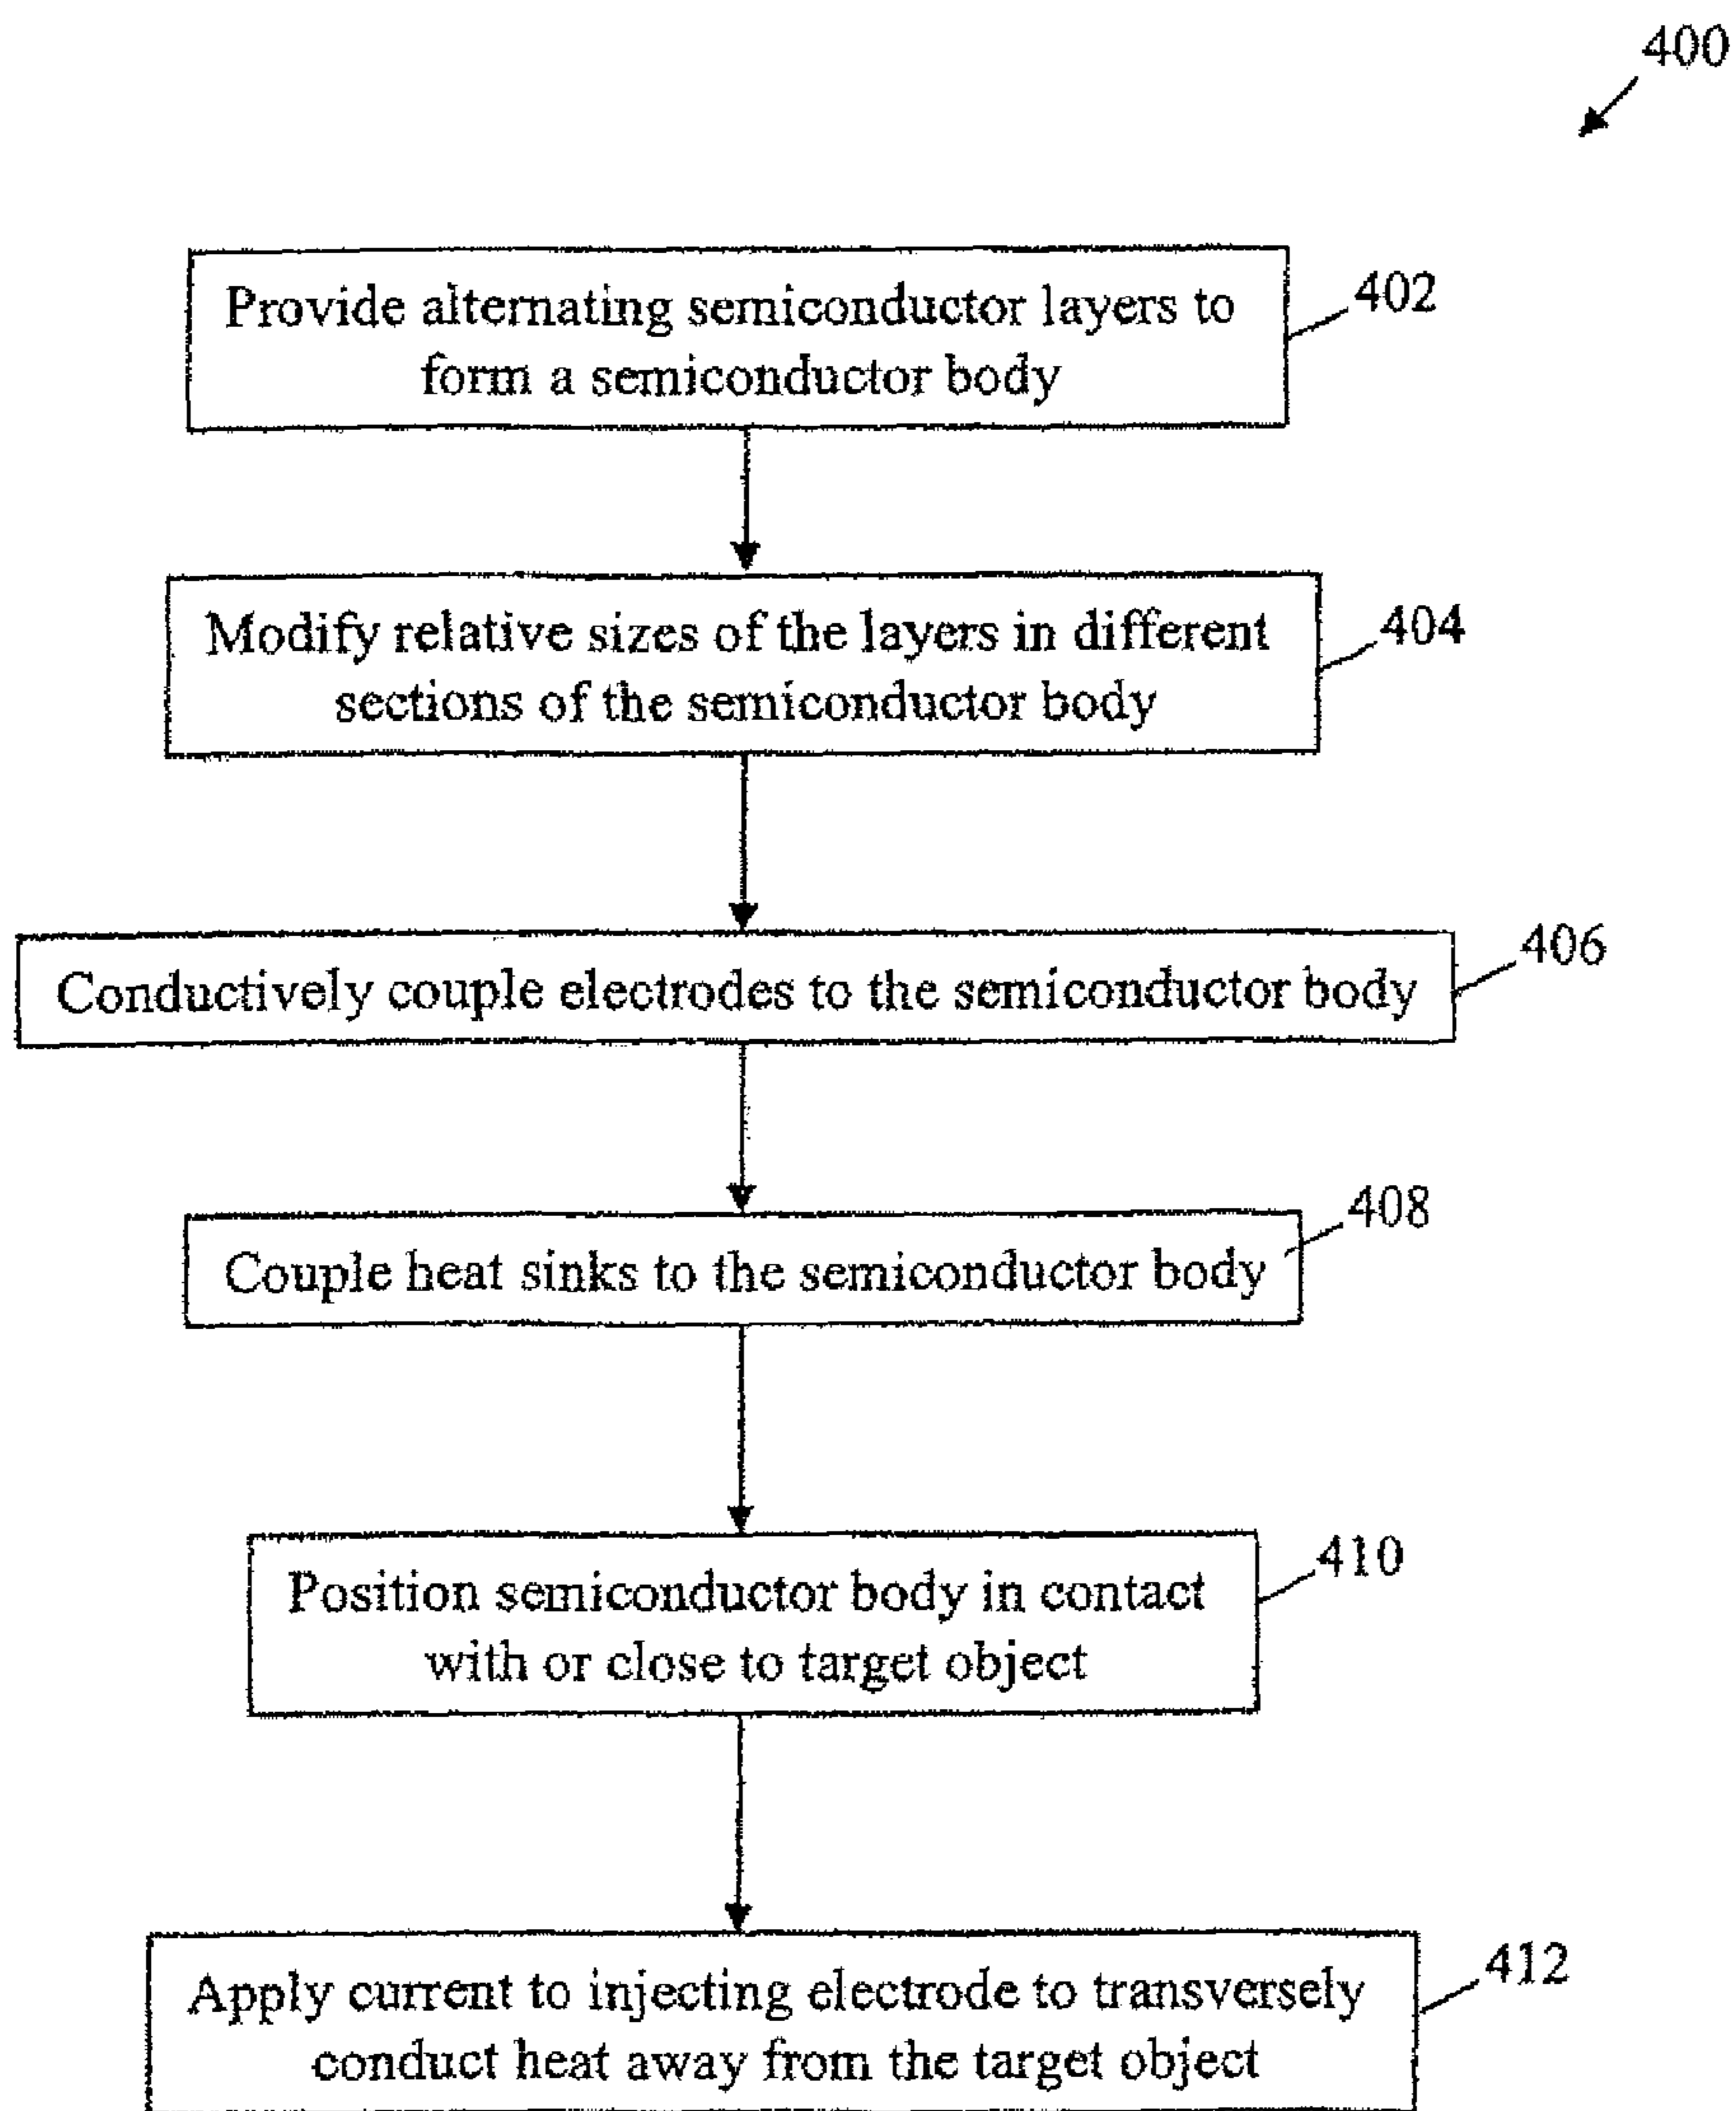 400
Provide alternating semiconductor layers to
form a semiconductor body
402
Modify relative sizes of the layers in different
sections of the semiconductor body
404
Conductively couple electrodes to the semiconductor body
406
Couple heat sinks to the semiconductor body
408
Position semiconductor body in contact
with or close to target object
410
Apply current to injecting electrode to transversely
conduct heat away from the target object
412